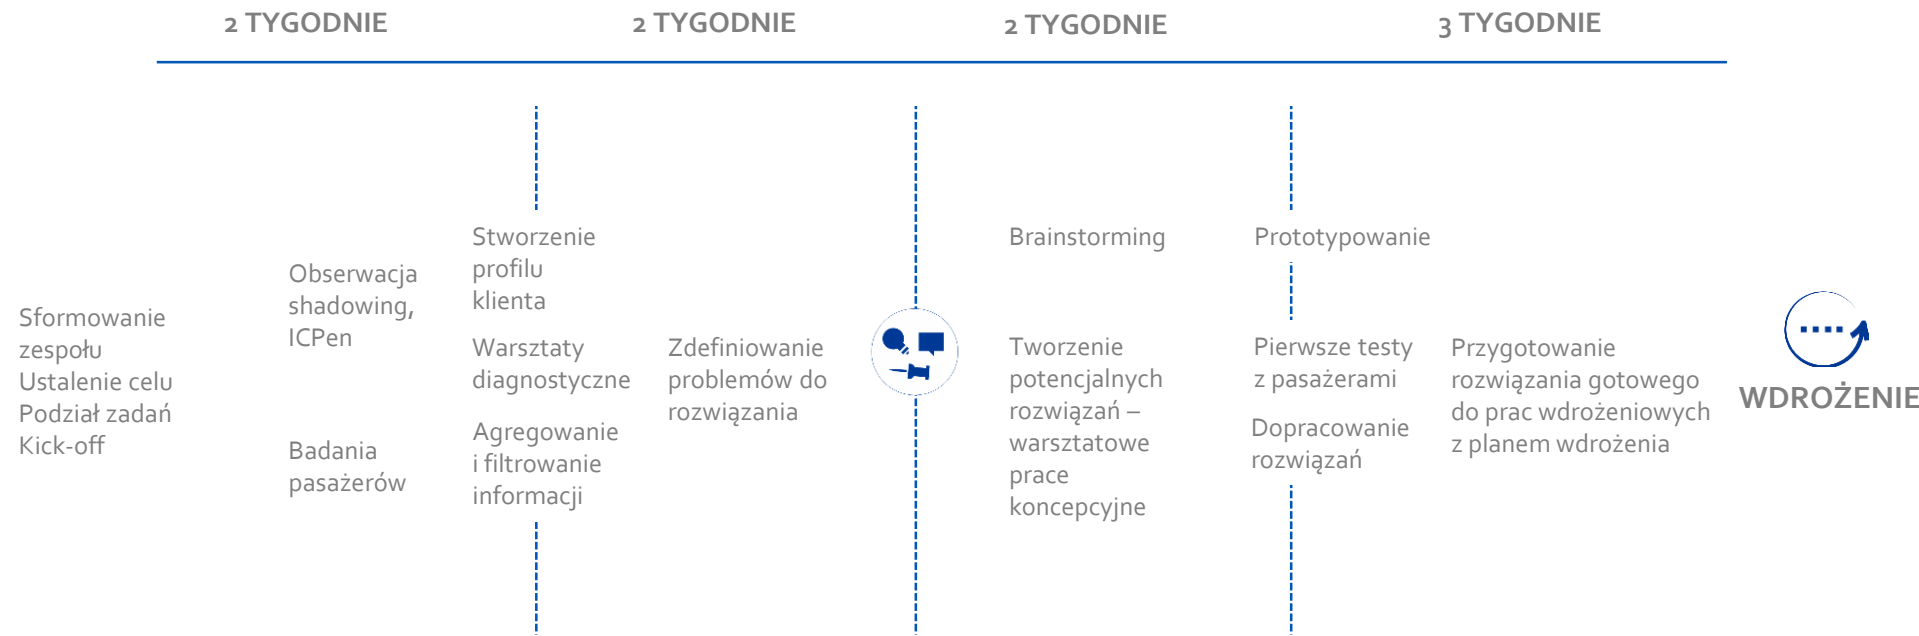 2 TYGODNIE
2 TYGODNIE
2 TYGODNIE
3 TYGODNIE
Sformowanie
zespołu
Ustalenie celu
Podział zadań
Kick-off
Obserwacja
shadowing,
ICPen
Badania
pasażerów
Stworzenie
profilu
klienta
Warsztaty
diagnostyczne
Agregowanie
i filtrowanie
informacji
Zdefiniowanie
problemów do
rozwiązania
Brainstorming
Tworzenie
potencjalnych
rozwiązań –
warsztatowe
prace
koncepcyjne
Prototypowanie
Pierwsze testy
z pasażerami
Dopracowanie
rozwiązań
Przygotowanie
rozwiązania gotowego
do prac wdrożeniowych
z planem wdrożenia
WDROŻENIE